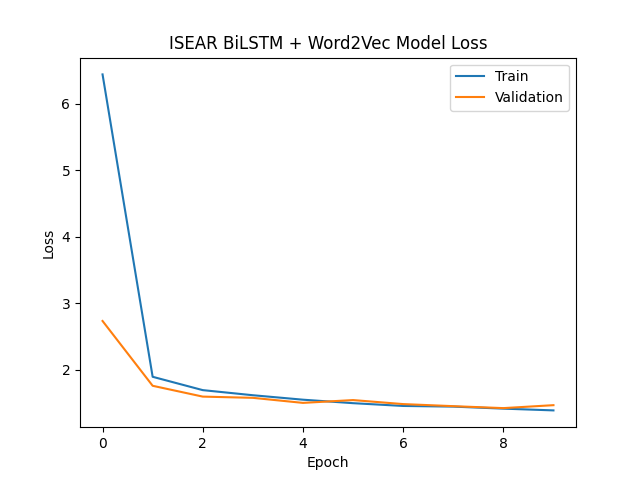 ISEAR BiLSTM + Word2Vec Model Loss
Train
Validation
6
5
4
3
2
Loss
0 2 4 6 8
Epoch